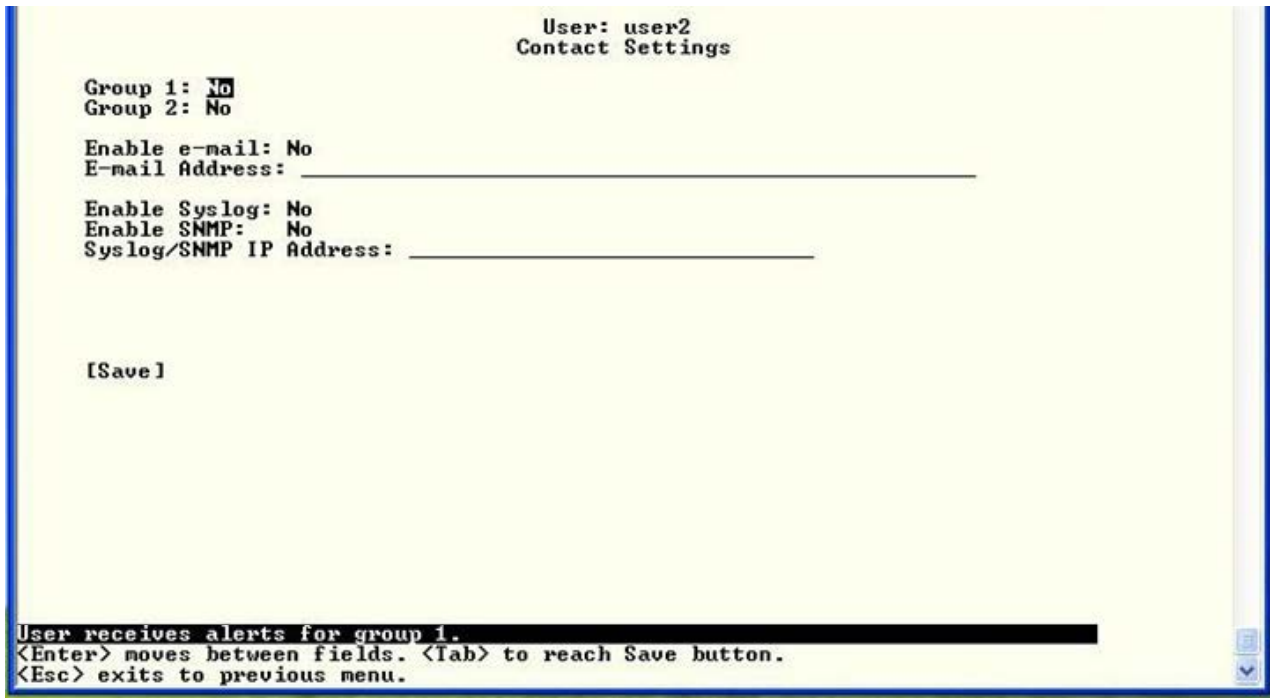 User: user2
Contact Settings
Group 1: No
Group 2: No
Enable e-mail: No
E-mail Address: ________________
Enable Syslog: No
Enable SNMP: No
Syslog/SNMP IP Address: ________________
[Save]
User receives alerts for group 1.
<Enter> moves between fields. <Tab> to reach Save button.
<Esc> exits to previous menu.